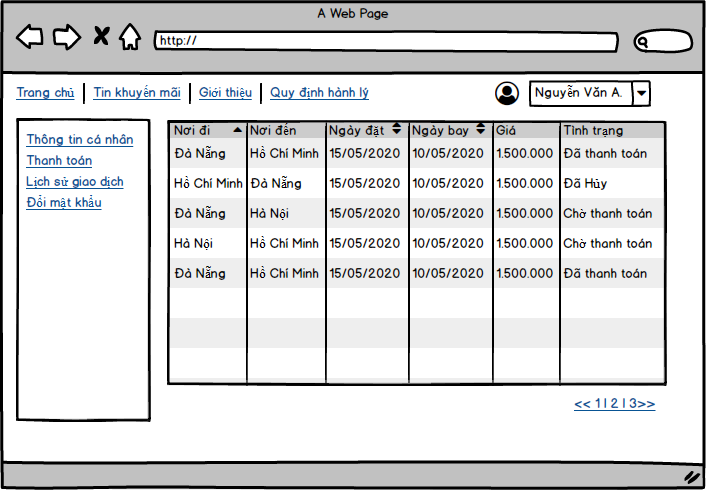 A Web Page
http://
Trang chủ | Tin khuyến mãi | Giới thiệu | Quy định hành lý
Nguyễn Văn A.
Thông tin cá nhân
Thanh toán
Lịch sử giao dịch
Đổi mật khẩu
Nơi đi Nơi đến Ngày đặt Ngày bay Giá Tình trạng
Đà Nẵng Hồ Chí Minh 15/05/2020 10/05/2020 1.500.000 Đã thanh toán
Hồ Chí Minh Đà Nẵng 15/05/2020 10/05/2020 1.500.000 Đã Hủy
Đà Nẵng Hà Nội 15/05/2020 10/05/2020 1.500.000 Chờ thanh toán
Hà Nội Hồ Chí Minh 15/05/2020 10/05/2020 1.500.000 Chờ thanh toán
Đà Nẵng Hồ Chí Minh 15/05/2020 10/05/2020 1.500.000 Đã thanh toán
<< 1 | 2 | 3>>